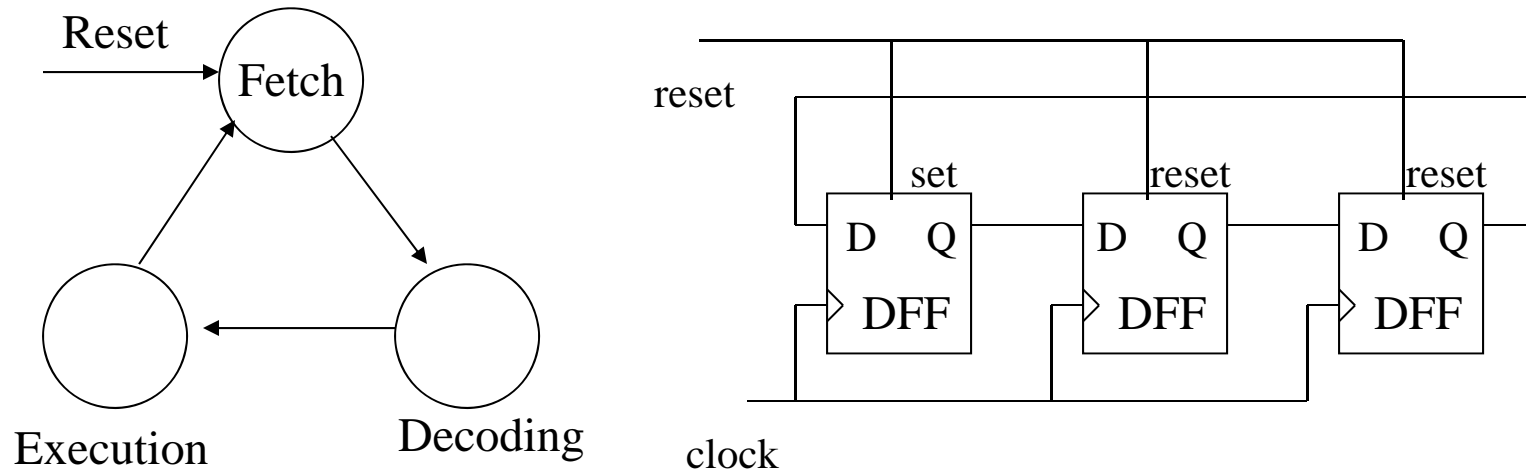 Reset
Fetch
Execution
Decoding
reset
set
reset
reset
D Q
DFF
D Q
DFF
D Q
DFF
clock